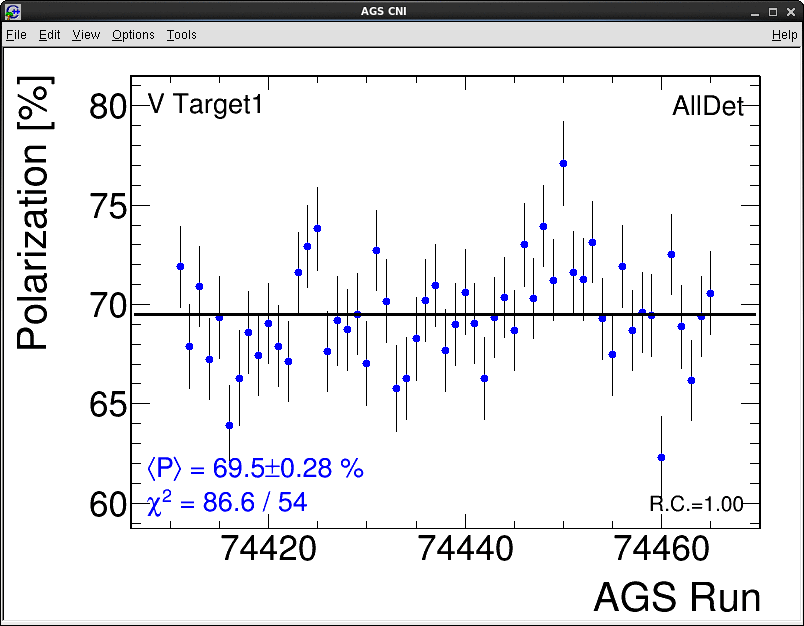 AGS CNI
File Edit View Options Tools Help
Polarization [%]
80
75
70
65
60
V Target1
AllDet
⟨P⟩ = 69.5±0.28 %
χ² = 86.6 / 54
R.C.=1.00
74420 74440 74460
AGS Run